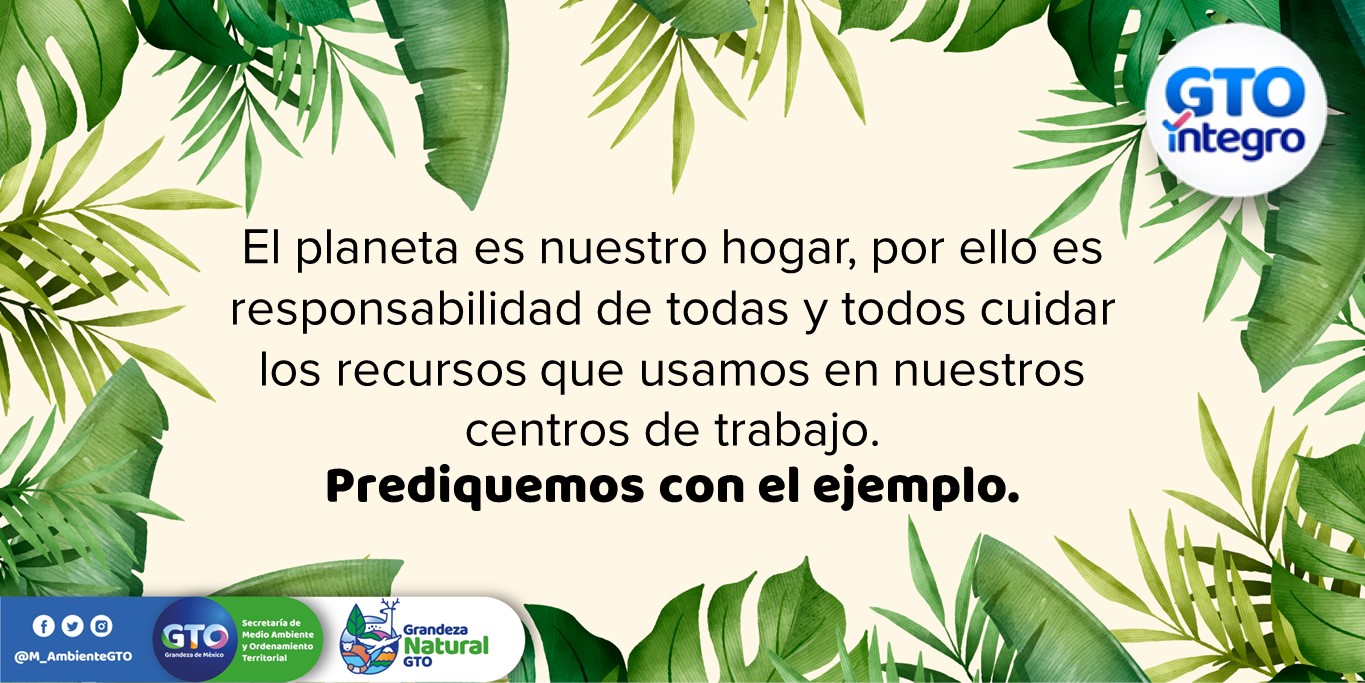 GTO
íntegro
El planeta es nuestro hogar, por ello es
responsabilidad de todas y todos cuidar
los recursos que usamos en nuestros
centros de trabajo.
Prediquemos con el ejemplo.
@M_AmbienteGTO
GTO
Grandeza de México
Secretaría de
Medio Ambiente
y Ordenamiento
Territorial
Grandeza
Natural
GTO